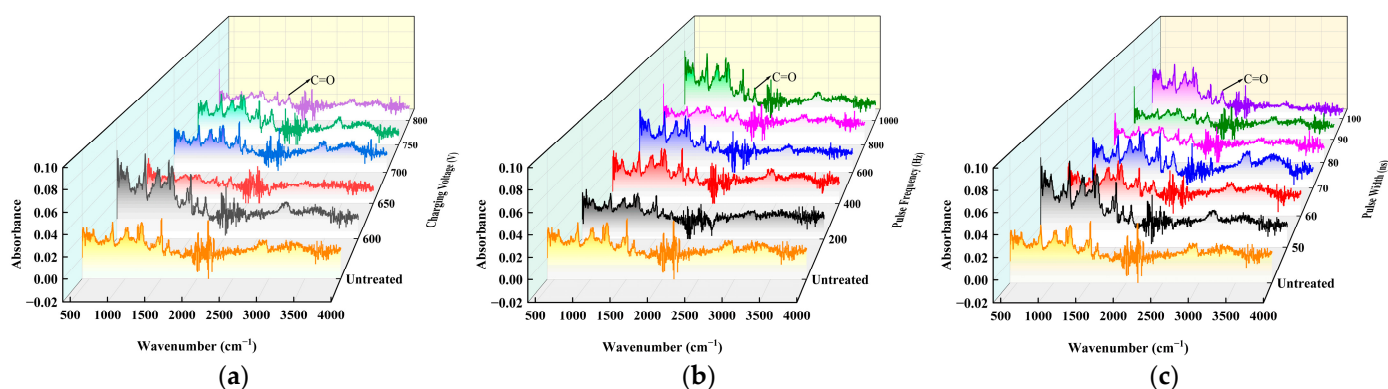 C=O
800
750
700
650
600
Untreated
Charging Voltage (V)
0.10
0.08
0.06
0.04
0.02
0.00
−0.02
Absorbance
500 1000 1500 2000 2500 3000 3500 4000
Wavenumber (cm⁻¹)
(a)
C=O
1000
800
600
400
200
Untreated
Pulse Frequency (Hz)
0.10
0.08
0.06
0.04
0.02
0.00
−0.02
Absorbance
500 1000 1500 2000 2500 3000 3500 4000
Wavenumber (cm⁻¹)
(b)
C=O
100
90
80
70
60
50
Untreated
Pulse Width (ns)
0.10
0.08
0.06
0.04
0.02
0.00
−0.02
Absorbance
500 1000 1500 2000 2500 3000 3500 4000
Wavenumber (cm⁻¹)
(c)